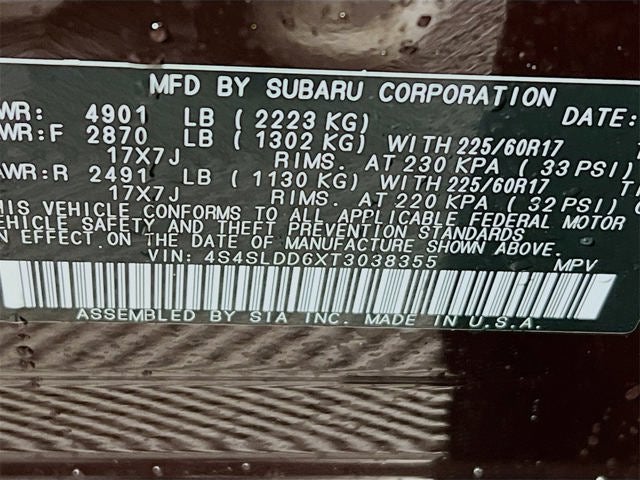 MFD BY SUBARU CORPORATION DATE:
WR: 4901 LB (2223 KG)
WR:F 2870 LB (1302 KG) WITH 225/60R17
17X7J RIMS. AT 230 KPA (33 PSI)
AWR:R 2491 LB (1130 KG) WITH 225/60R17 T
17X7J RIMS. AT 220 KPA (32 PSI)
HIS VEHICLE CONFORMS TO ALL APPLICABLE FEDERAL MOTOR
EHICLE SAFETY AND THEFT PREVENTION STANDARDS
N EFFECT.ON THE DATE OF MANUFACTURE SHOWN ABOVE.
VIN: 4S4SLDD6XT3038355 MPV
ASSEMBLED BY SIA INC. MADE IN U.S.A.